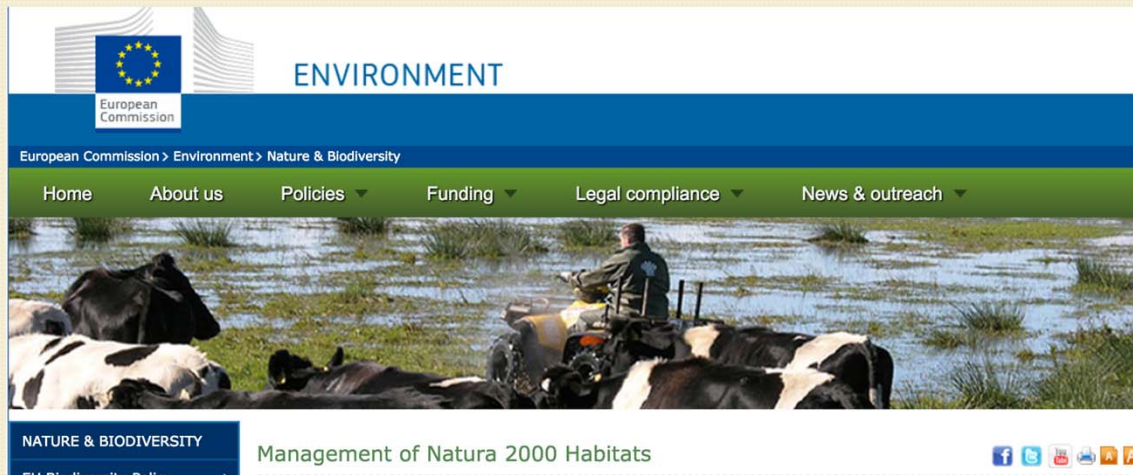 ENVIRONMENT
European
Commission
European Commission > Environment > Nature & Biodiversity
Home About us Policies Funding Legal compliance News & outreach
NATURE & BIODIVERSITY
Management of Natura 2000 Habitats